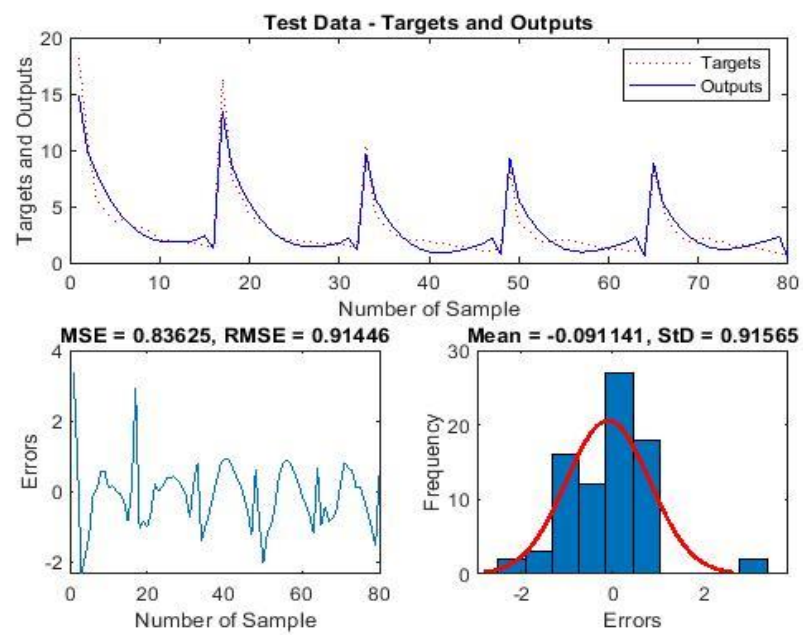 Test Data - Targets and Outputs
20
15
10
5
0
Targets and Outputs
Targets
Outputs
0 10 20 30 40 50 60 70 80
Number of Sample
MSE = 0.83625, RMSE = 0.91446
4
2
0
-2
Errors
0 20 40 60 80
Number of Sample
Mean = -0.091141, StD = 0.91565
30
20
10
0
Frequency
-2 0 2
Errors